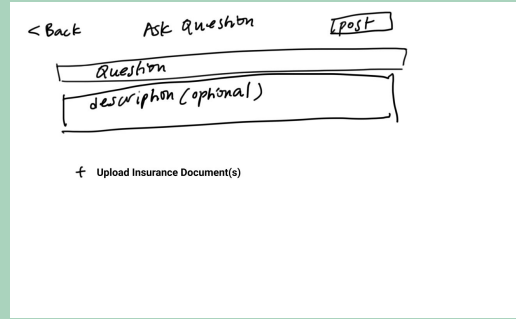 < Back Ask Question post
Question
description (optional)
+ Upload Insurance Document(s)